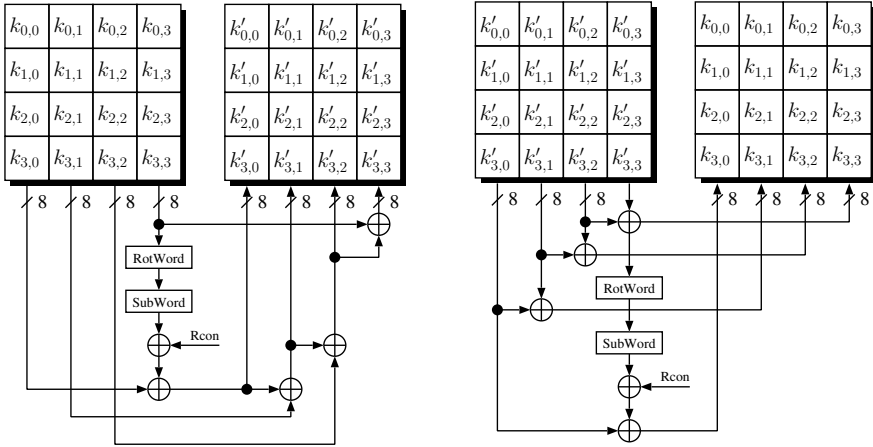 k0,0 k0,1 k0,2 k0,3 k′0,0 k′0,1 k′0,2 k′0,3 k′0,0 k′0,1 k′0,2 k′0,3 k0,0 k0,1 k0,2 k0,3
k1,0 k1,1 k1,2 k1,3 k′1,0 k′1,1 k′1,2 k′1,3 k′1,0 k′1,1 k′1,2 k′1,3 k1,0 k1,1 k1,2 k1,3
k2,0 k2,1 k2,2 k2,3 k′2,0 k′2,1 k′2,2 k′2,3 k′2,0 k′2,1 k′2,2 k′2,3 k2,0 k2,1 k2,2 k2,3
k3,0 k3,1 k3,2 k3,3 k′3,0 k′3,1 k′3,2 k′3,3 k′3,0 k′3,1 k′3,2 k′3,3 k3,0 k3,1 k3,2 k3,3
8 8 8 8 8 8 8 8 8 8 8 8 8 8 8
RotWord
SubWord
Rcon
RotWord
SubWord
Rcon